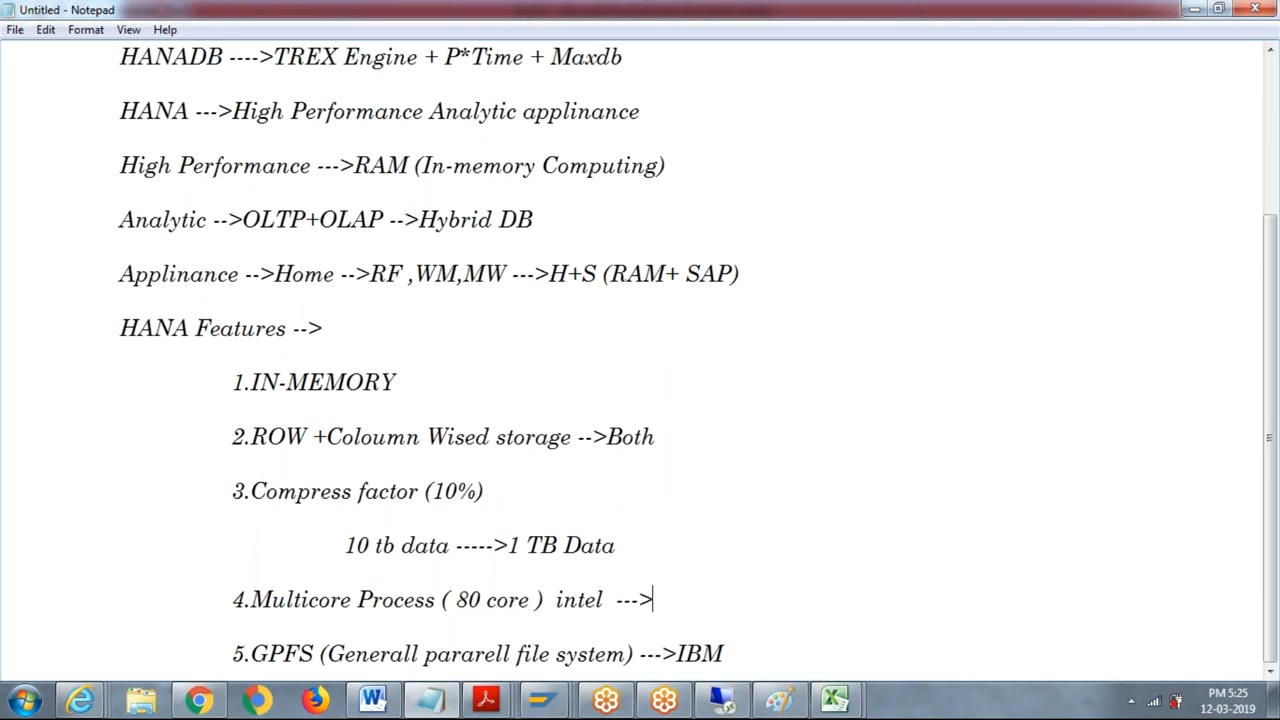 Untitled - Notepad
File Edit Format View Help
HANADB ---->TREX Engine + P*Time + Maxdb
HANA --->High Performance Analytic applinance
High Performance --->RAM (In-memory Computing)
Analytic -->OLTP+OLAP -->Hybrid DB
Applinance -->Home -->RF ,WM,MW --->H+S (RAM+ SAP)
HANA Features -->
1.IN-MEMORY
2.ROW +Coloumn Wised storage -->Both
3.Compress factor (10%)
10 tb data ----->1 TB Data
4.Multicore Process ( 80 core ) intel --->
5.GPFS (Generall pararell file system) --->IBM
PM 5:25
12-03-2019